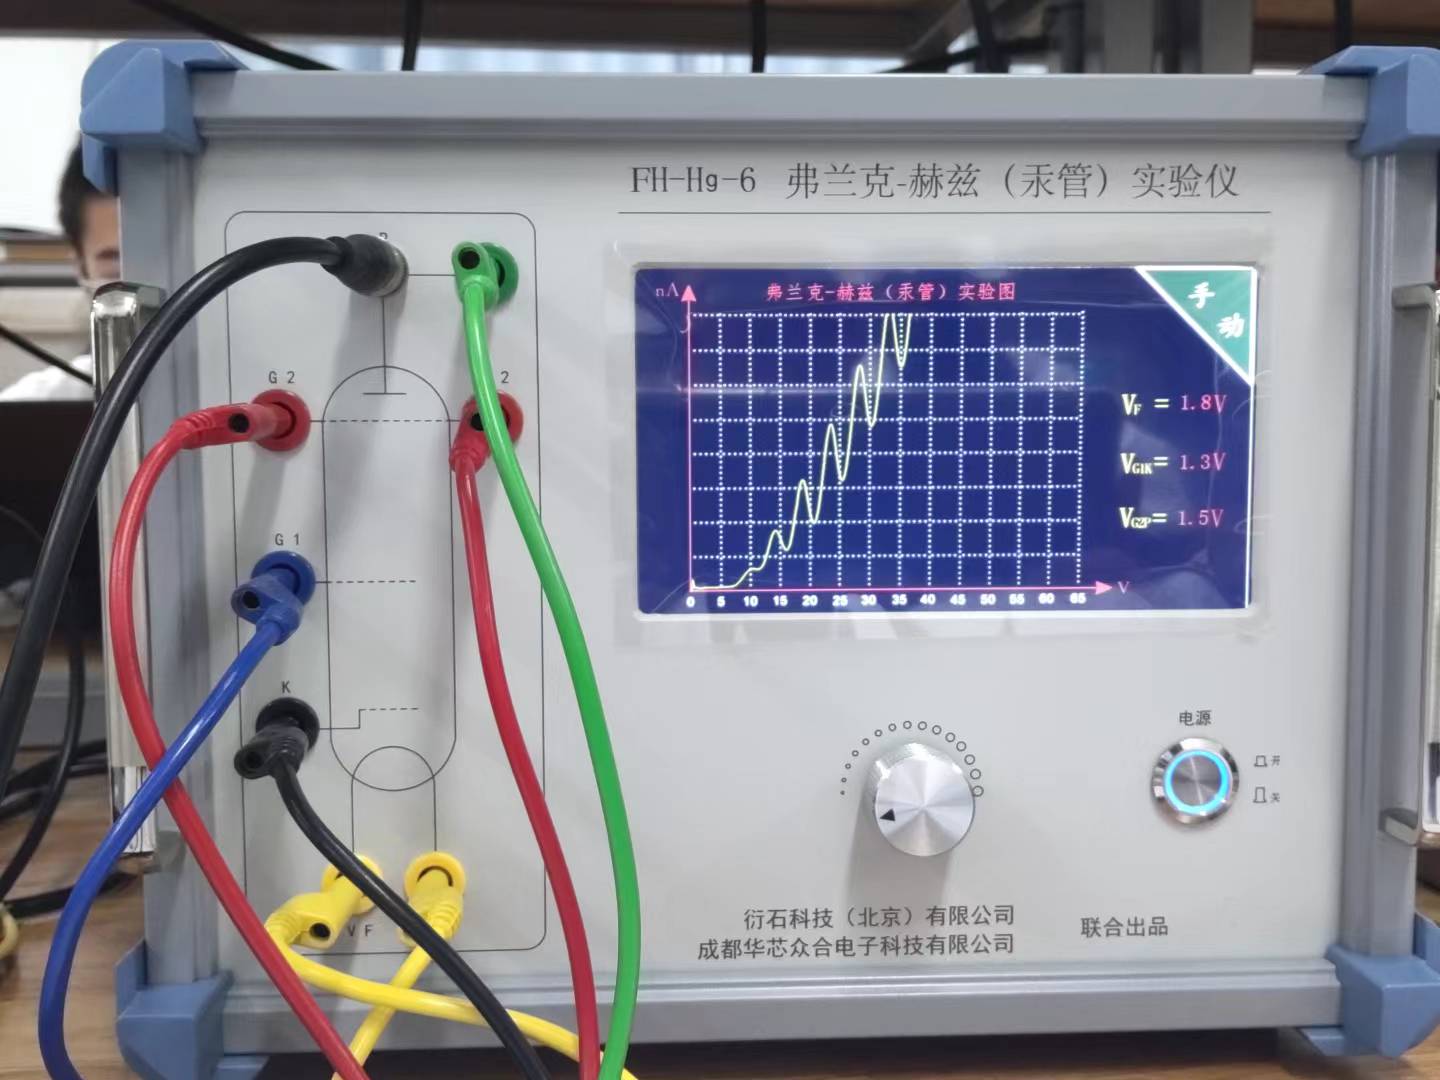 FH-Hg-6 弗兰克-赫兹（汞管）实验仪
G2
2
G1
K
VF
nA
弗兰克-赫兹（汞管）实验图
手动
VF = 1.8V
VG1K= 1.3V
VG2P= 1.5V
V
0 5 10 15 20 25 30 35 40 45 50 55 60 65
电源
开
关
衍石科技（北京）有限公司
成都华芯众合电子科技有限公司
联合出品